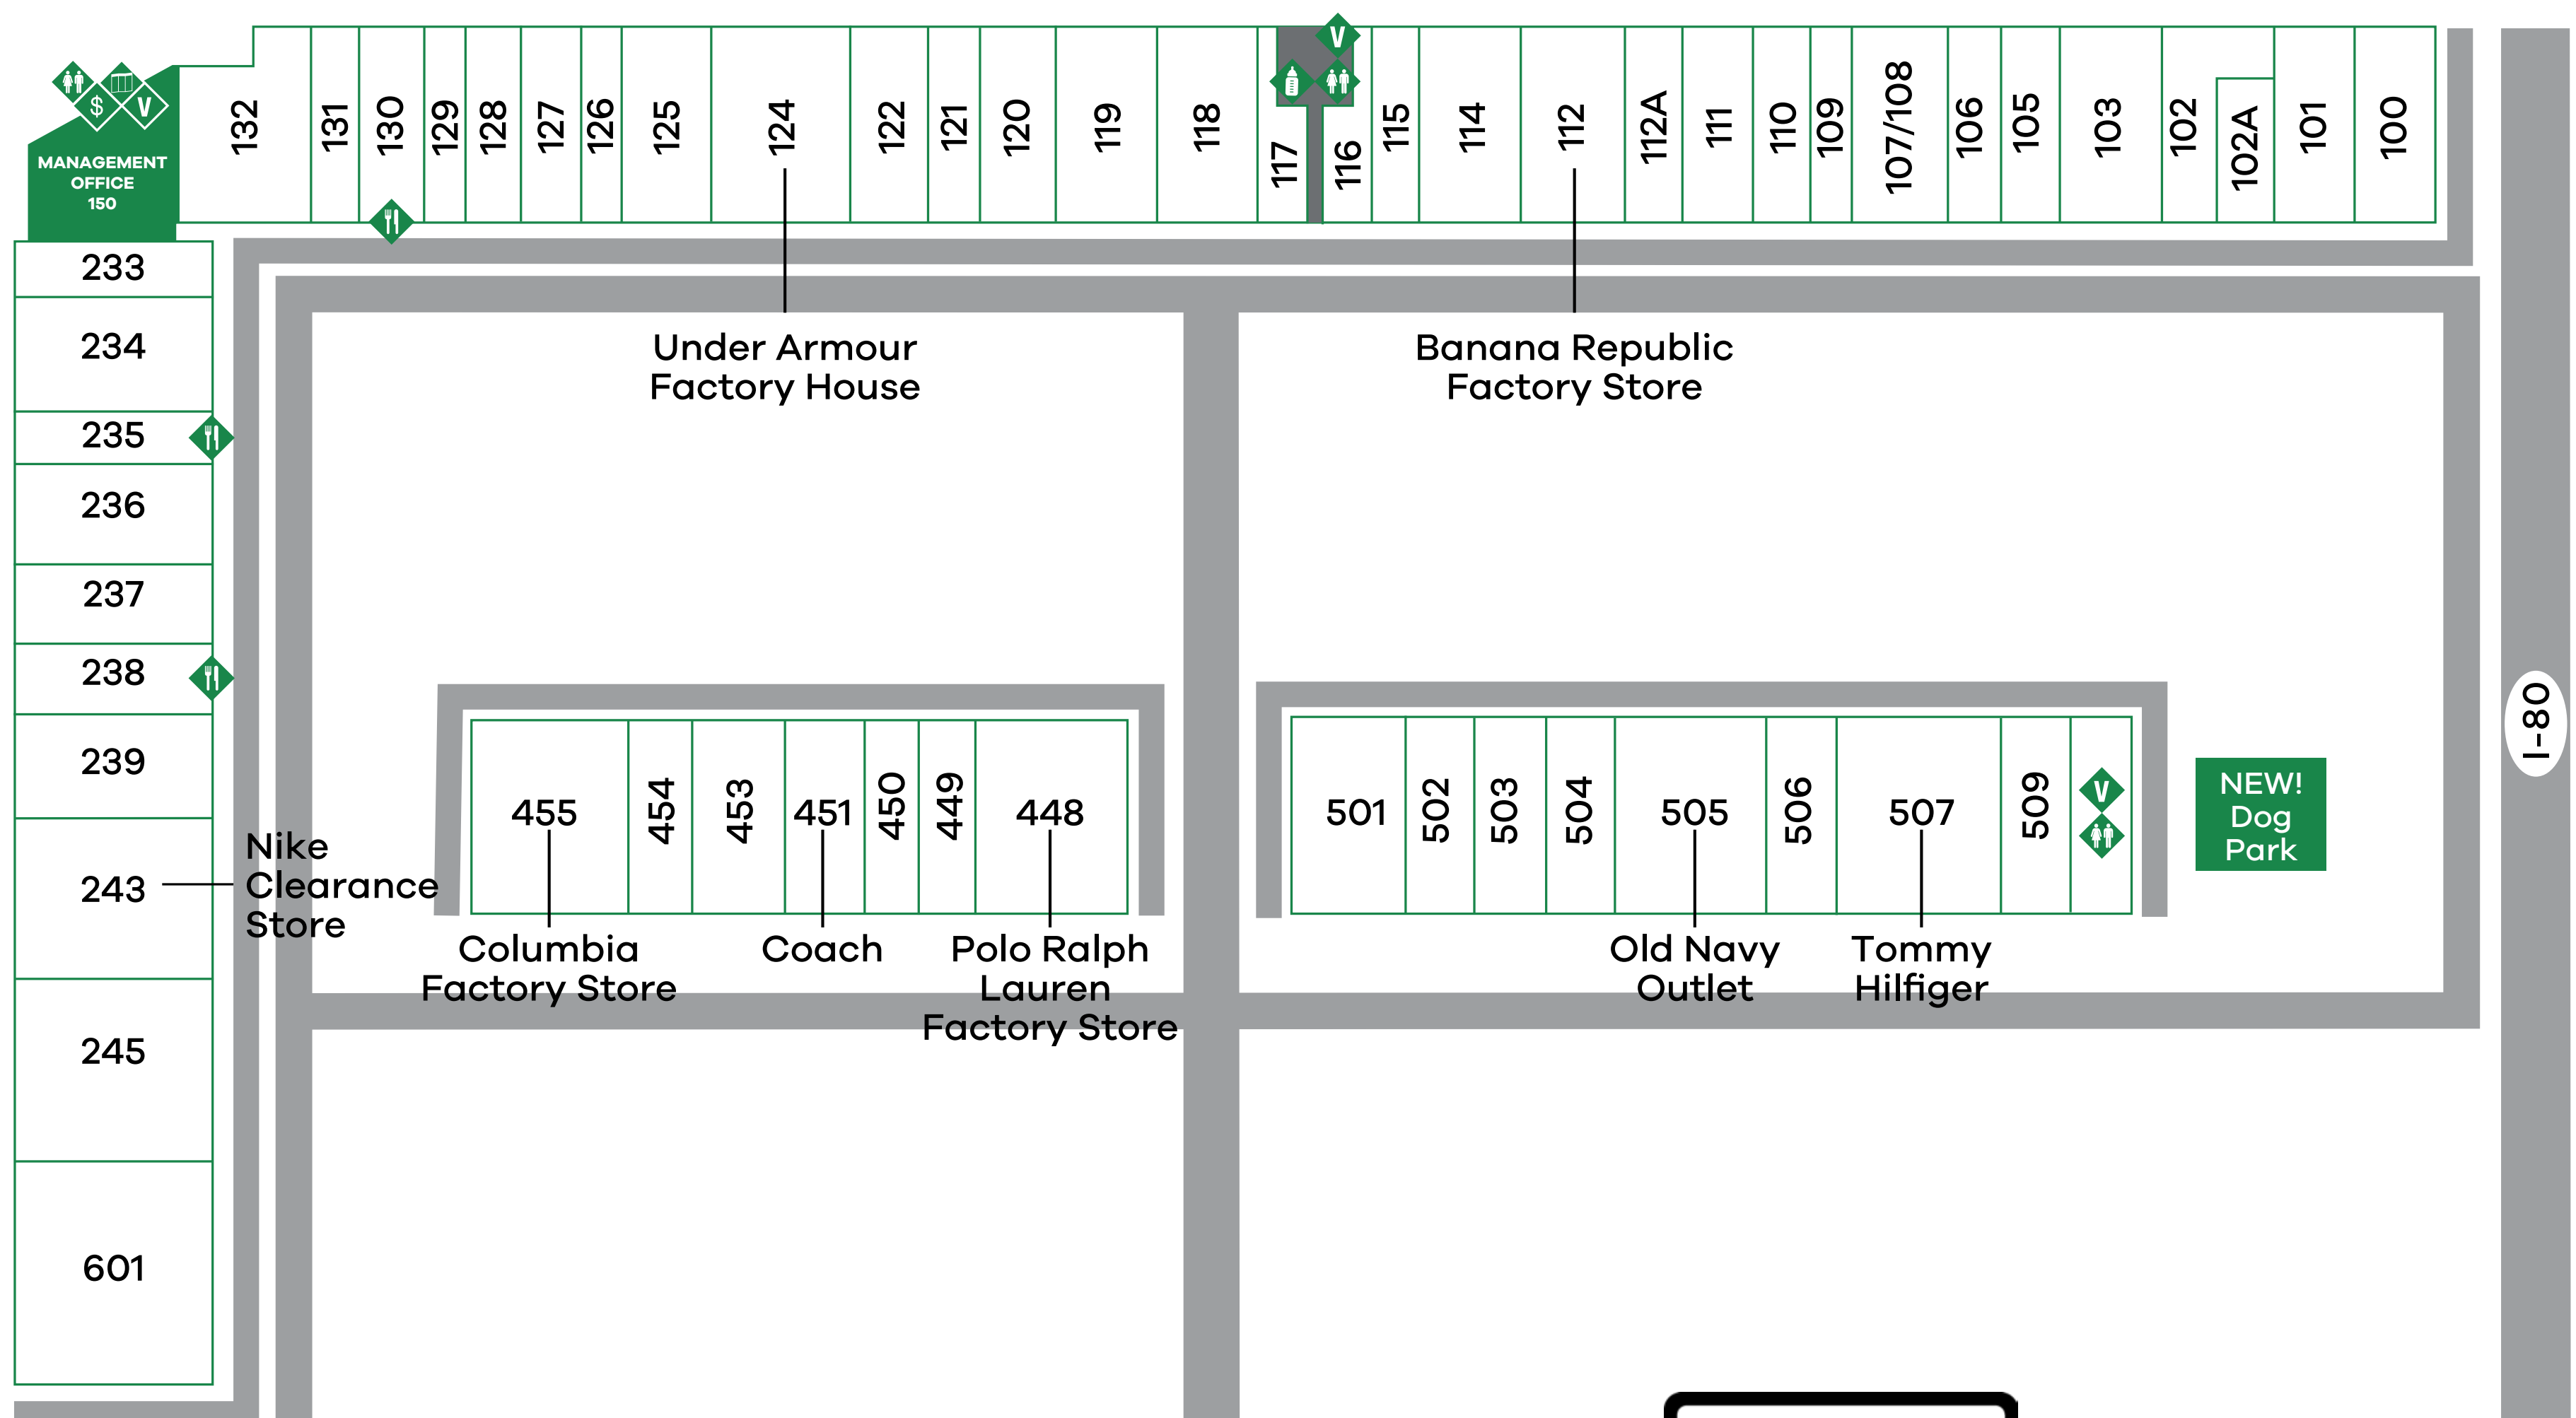 132
131
130
129
128
127
126
125
124
122
121
120
119
118
117
116
115
114
112
112A
111
110
109
107/108
106
105
103
102
102A
101
100
V
$
V
MANAGEMENT
OFFICE
150
233
234
235
236
237
238
239
243
245
601
Under Armour
Factory House
Banana Republic
Factory Store
Nike
Clearance
Store
455
454
453
451
450
449
448
Columbia
Factory Store
Coach
Polo Ralph
Lauren
Factory Store
501
502
503
504
505
506
507
509
V
Old Navy
Outlet
Tommy
Hilfiger
NEW!
Dog
Park
I-80